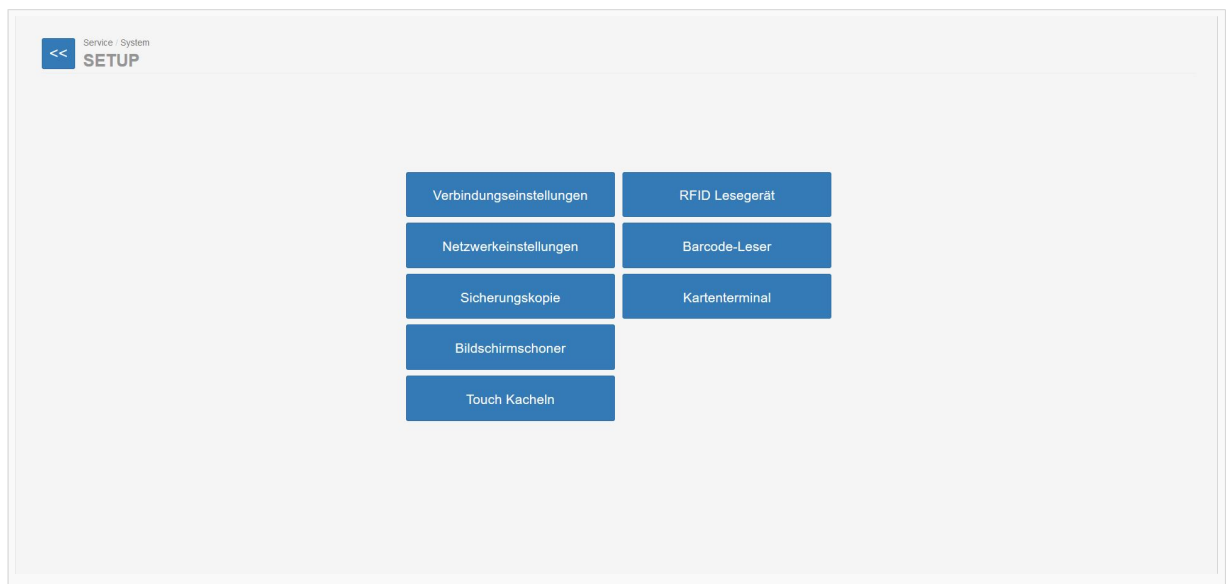 <<
Service / System
SETUP
Verbindungseinstellungen
RFID Lesegerät
Netzwerkeinstellungen
Barcode-Leser
Sicherungskopie
Kartenterminal
Bildschirmschoner
Touch Kacheln